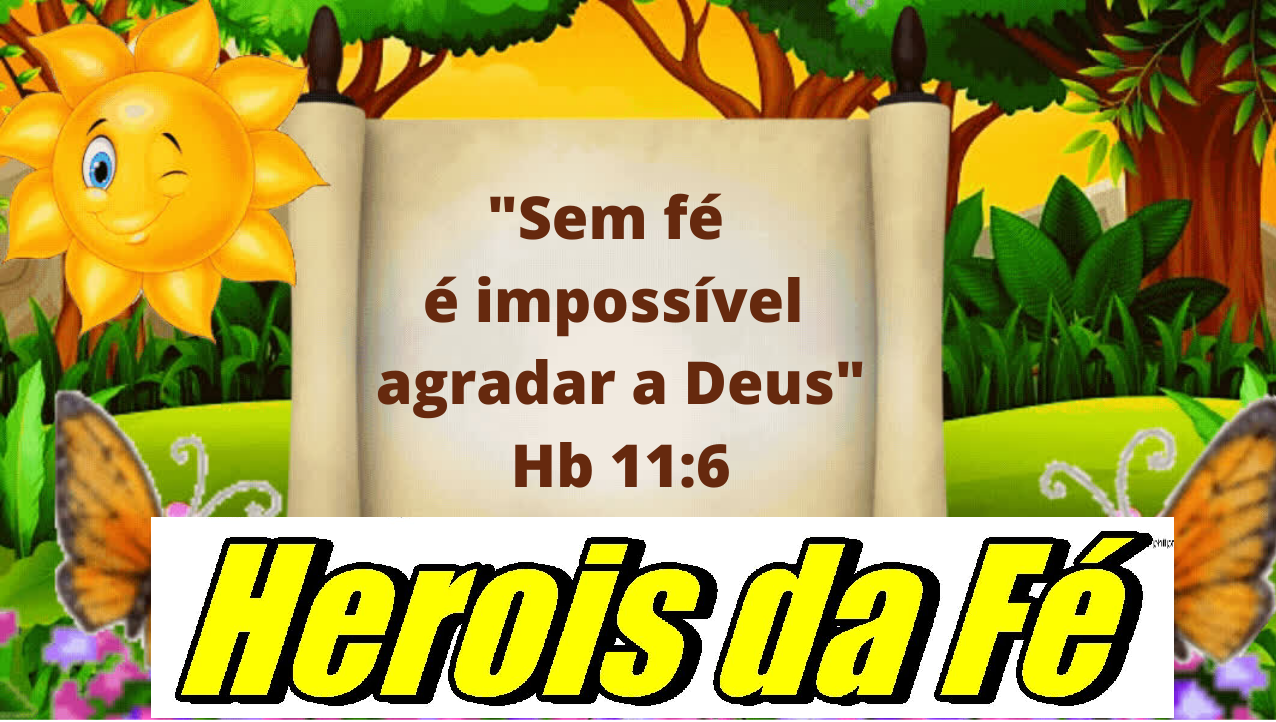 "Sem fé
é impossível
agradar a Deus"
Hb 11:6
Herois da Fé